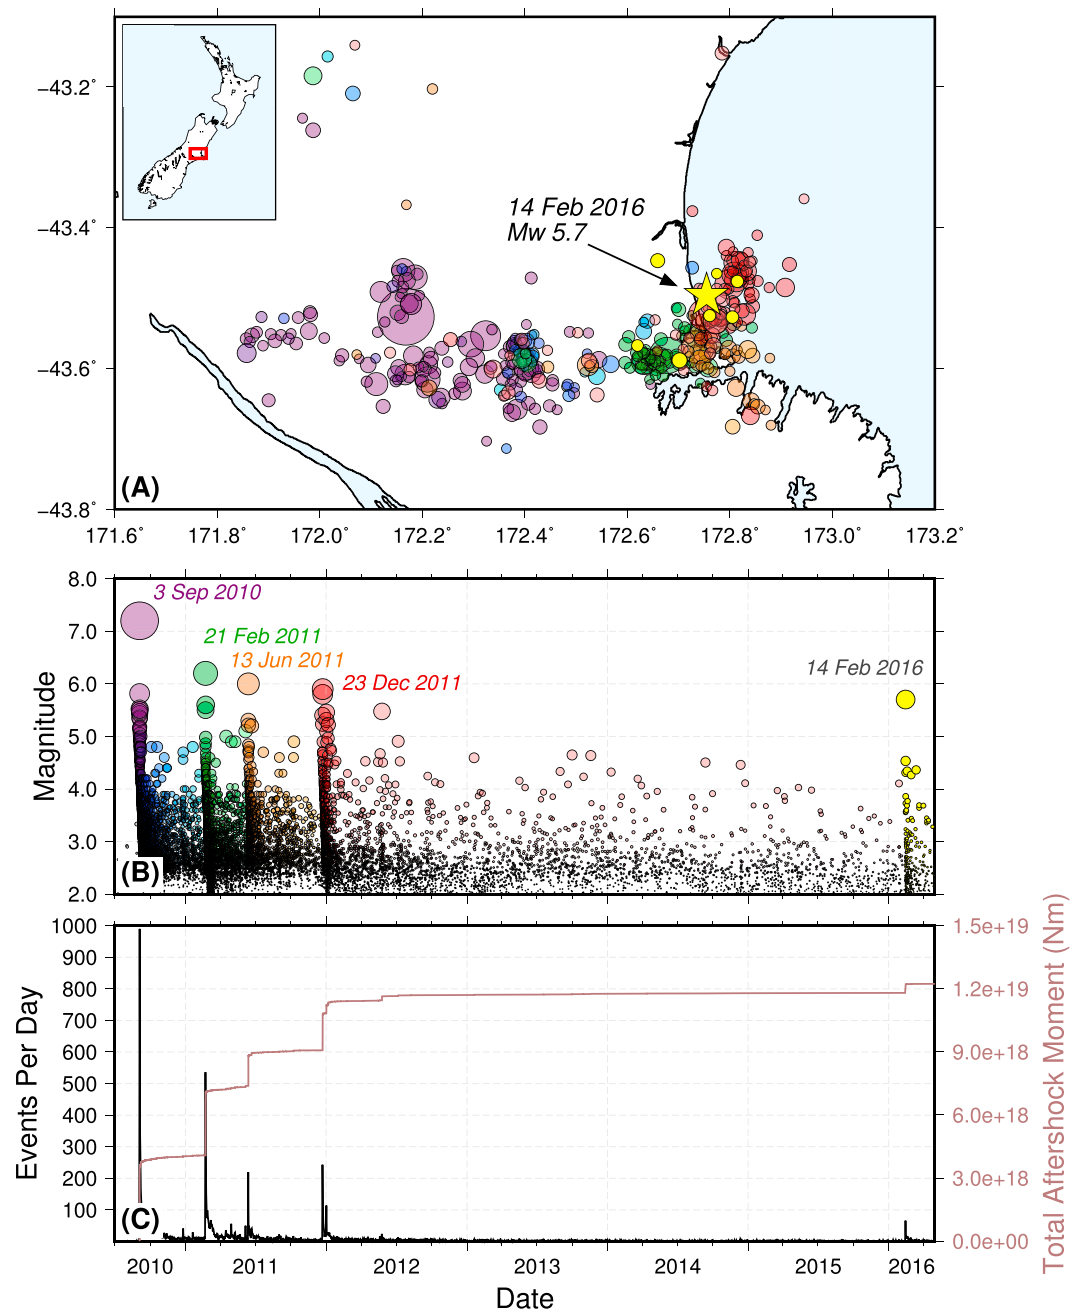 −43.2˚
−43.4˚
−43.6˚
−43.8˚
14 Feb 2016
Mw 5.7
(A)
171.6˚ 171.8˚ 172.0˚ 172.2˚ 172.4˚ 172.6˚ 172.8˚ 173.0˚ 173.2˚
8.0
7.0
6.0
5.0
4.0
3.0
2.0
Magnitude
3 Sep 2010
21 Feb 2011
13 Jun 2011
23 Dec 2011
14 Feb 2016
(B)
1000
900
800
700
600
500
400
300
200
100
Events Per Day
(C)
1.5e+19
1.2e+19
9.0e+18
6.0e+18
3.0e+18
0.0e+00
Total Aftershock Moment (Nm)
2010 2011 2012 2013 2014 2015 2016
Date